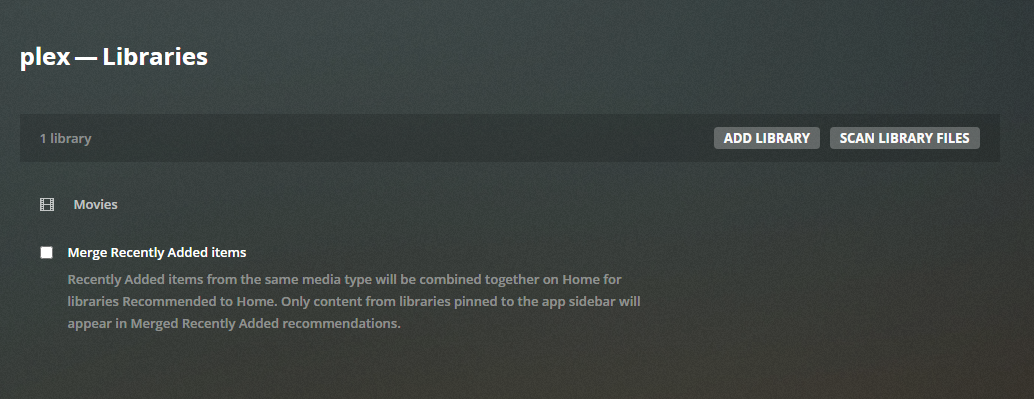 plex — Libraries
1 library
ADD LIBRARY
SCAN LIBRARY FILES
Movies
Merge Recently Added items
Recently Added items from the same media type will be combined together on Home for
libraries Recommended to Home. Only content from libraries pinned to the app sidebar will
appear in Merged Recently Added recommendations.